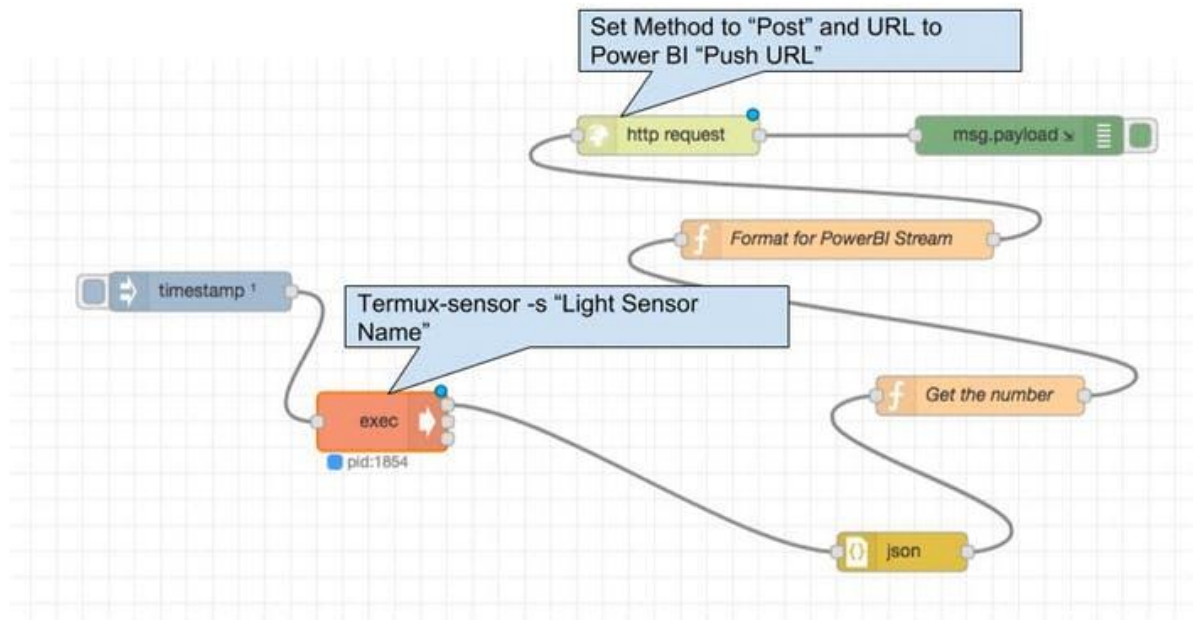 Set Method to “Post” and URL to
Power BI “Push URL”
http request
msg.payload
Format for PowerBI Stream
timestamp ¹
Termux-sensor -s “Light Sensor
Name”
exec
pid:1854
Get the number
json